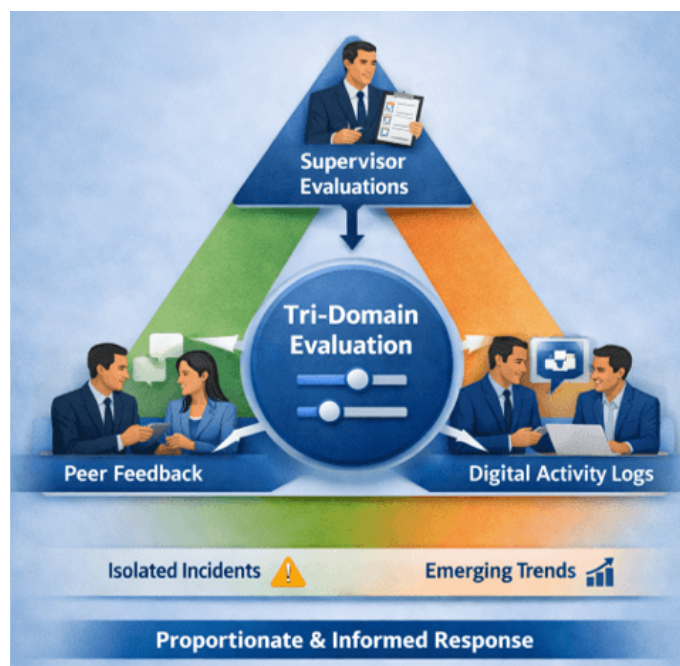 Supervisor
Evaluations
Tri-Domain
Evaluation
Peer Feedback
Digital Activity Logs
Isolated Incidents
Emerging Trends
Proportionate & Informed Response